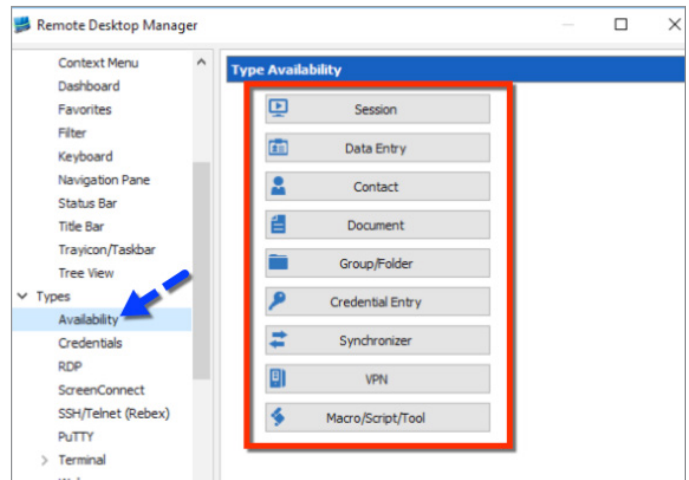 Remote Desktop Manager
Context Menu
Dashboard
Favorites
Filter
Keyboard
Navigation Pane
Status Bar
Title Bar
Trayicon/Taskbar
Tree View
Types
Availability
Credentials
RDP
ScreenConnect
SSH/Telnet (Rebex)
PuTTY
Terminal
Type Availability
Session
Data Entry
Contact
Document
Group/Folder
Credential Entry
Synchronizer
VPN
Macro/Script/Tool